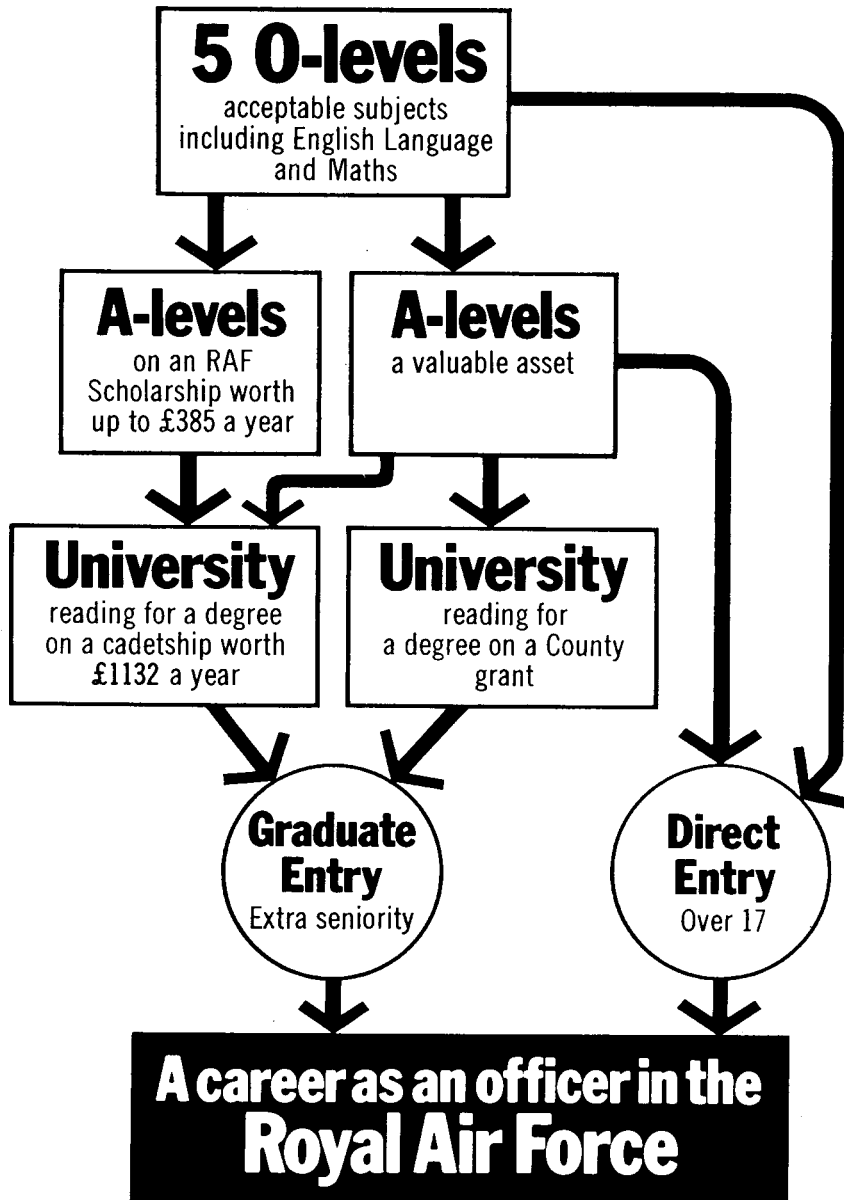 5 O-levels
acceptable subjects
including English Language
and Maths
A-levels
on an RAF
Scholarship worth
up to £385 a year
A-levels
a valuable asset
University
reading for a degree
on a cadetship worth
£1132 a year
University
reading for
a degree on a County
grant
Graduate
Entry
Extra seniority
Direct
Entry
Over 17
A career as an officer in the
Royal Air Force